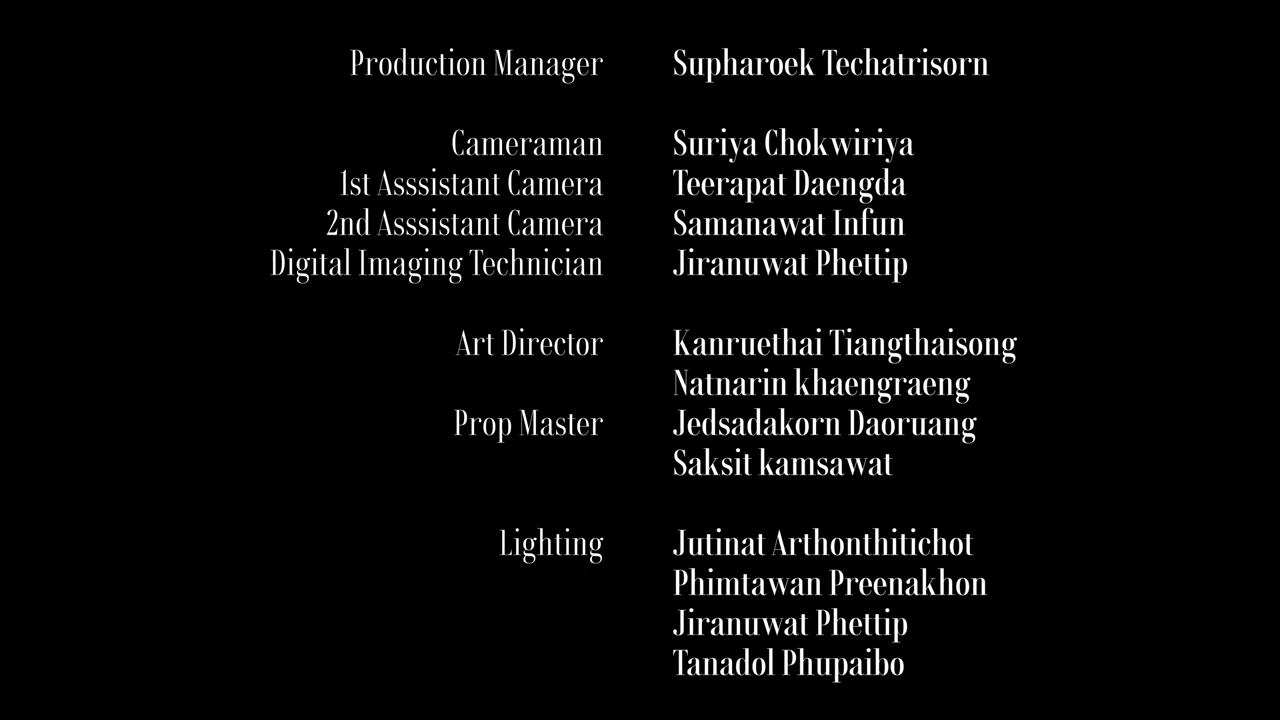 Production Manager Supharoek Techatrisorn
Cameraman Suriya Chokwiriya
1st Asssistant Camera Teerapat Daengda
2nd Asssistant Camera Samanawat Infun
Digital Imaging Technician Jiranuwat Phettip
Art Director Kanruethai Tiangthaisong
Natnarin khaengraeng
Prop Master Jedsadakorn Daoruang
Saksit kamsawat
Lighting Jutinat Arthonthitichot
Phimtawan Preenakhon
Jiranuwat Phettip
Tanadol Phupaibo